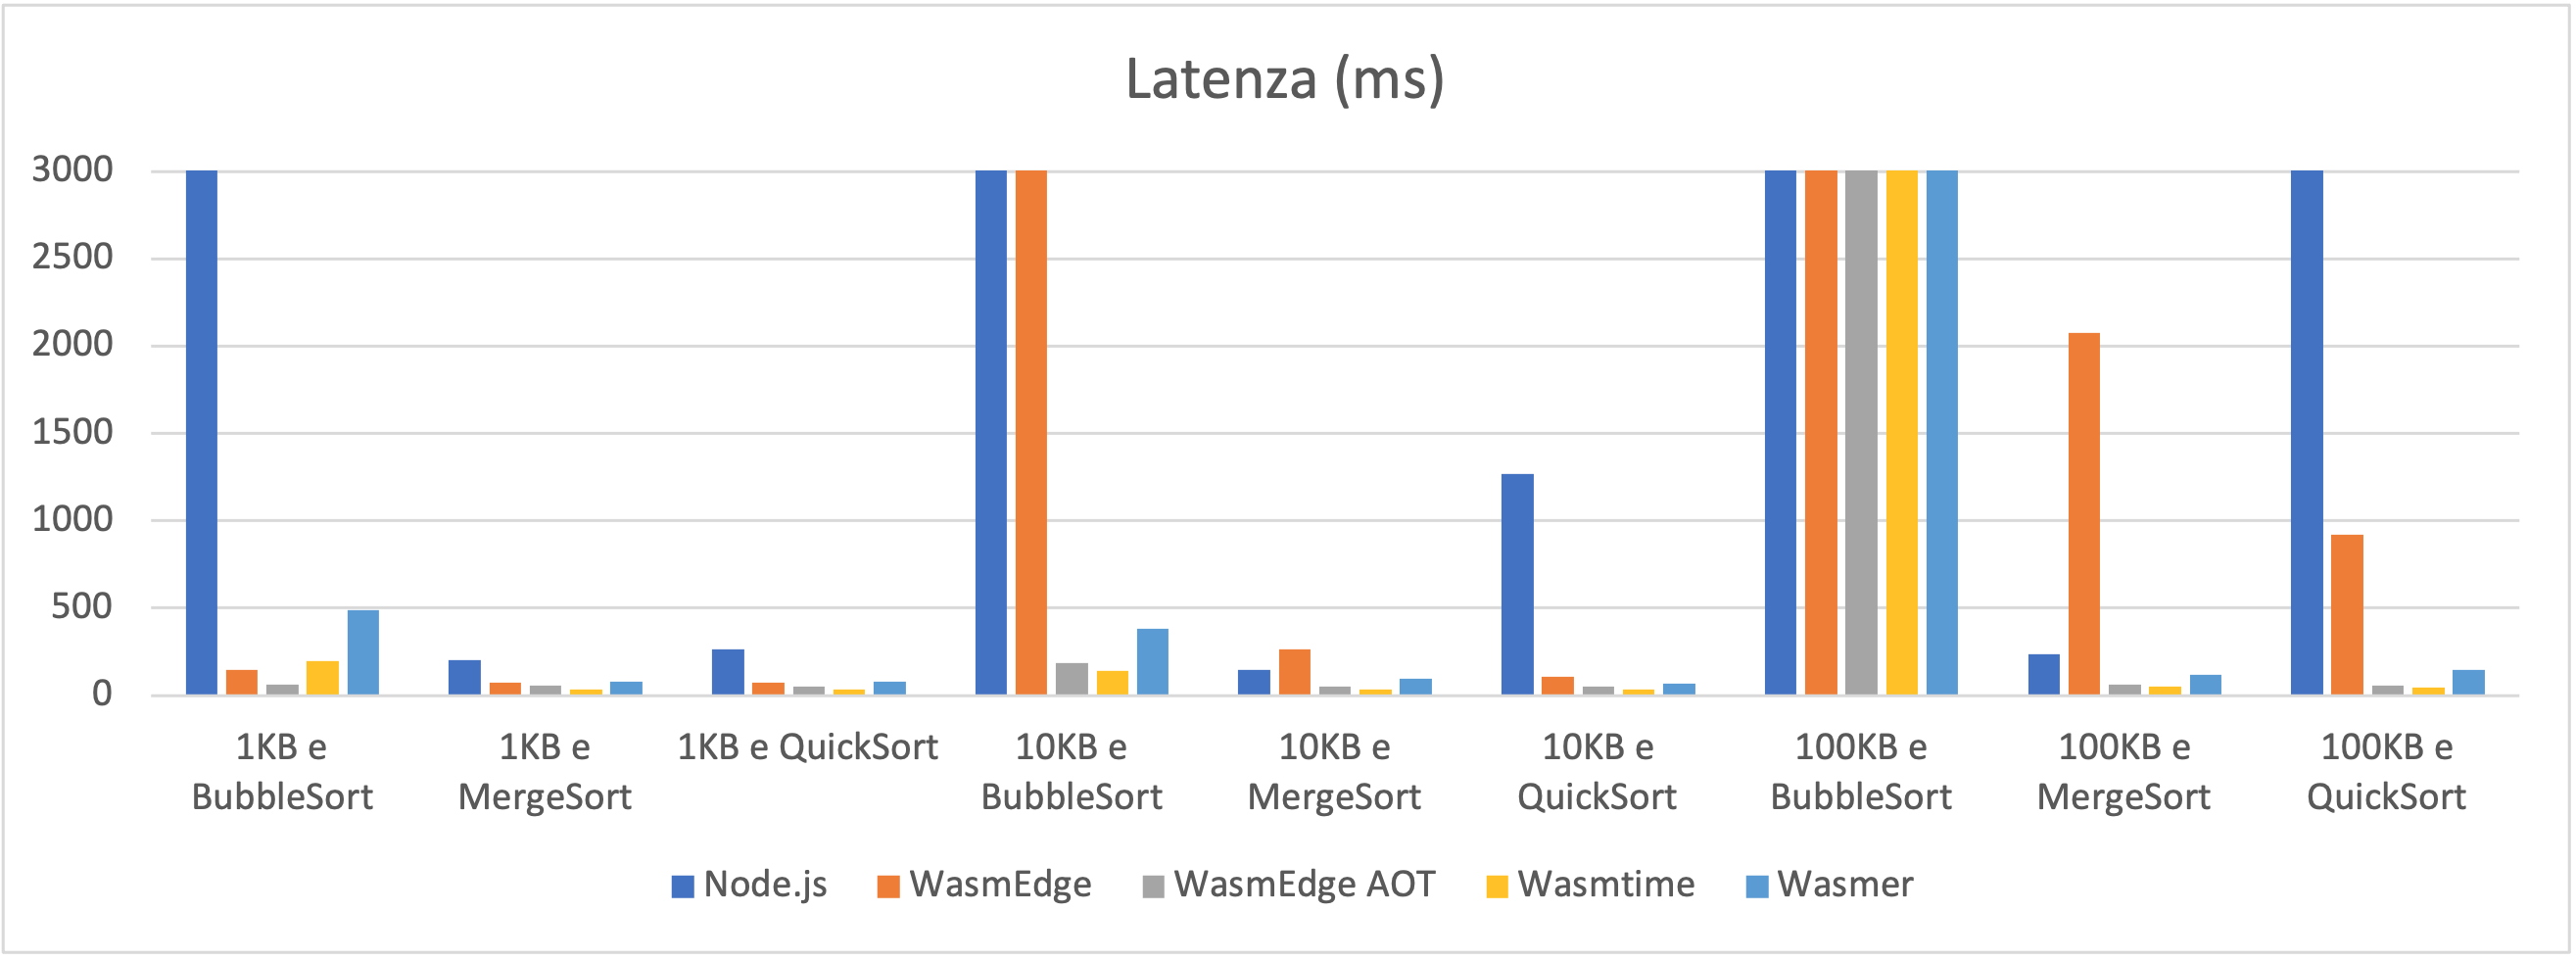 Latenza (ms)
3000
2500
2000
1500
1000
500
0
1KB e BubbleSort
1KB e MergeSort
1KB e QuickSort
10KB e BubbleSort
10KB e MergeSort
10KB e QuickSort
100KB e BubbleSort
100KB e MergeSort
100KB e QuickSort
Node.js WasmEdge WasmEdge AOT Wasmtime Wasmer